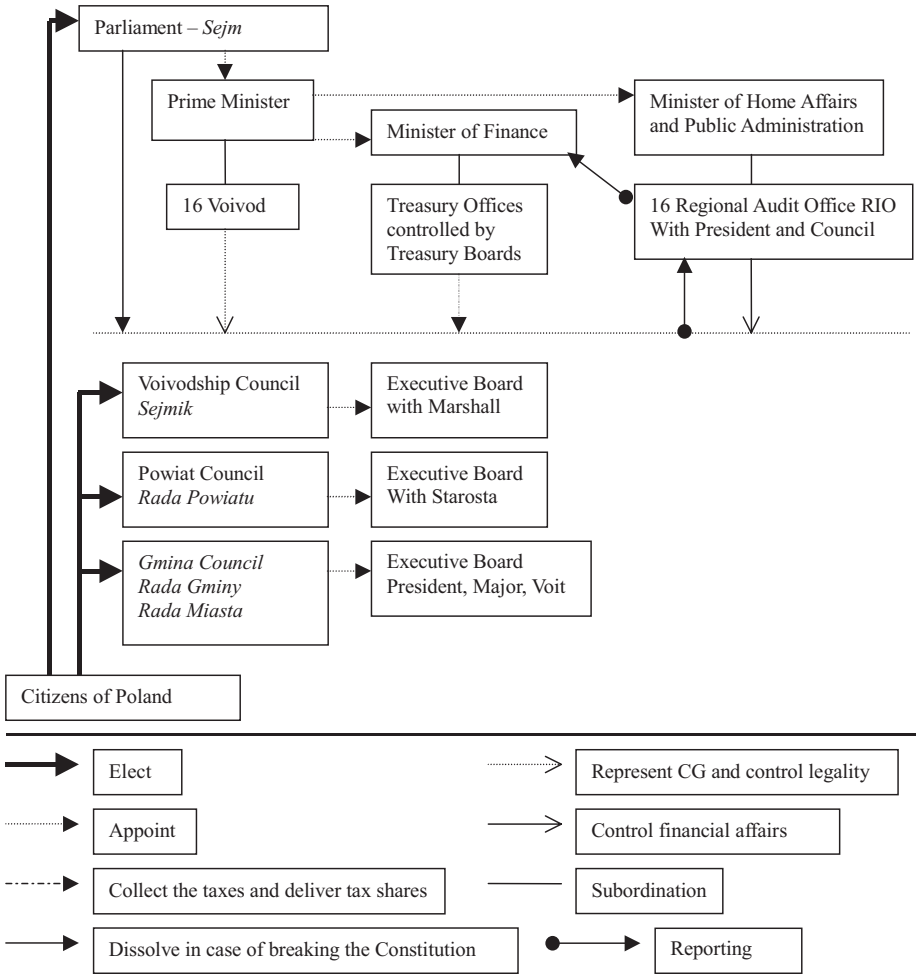 Parliament – Sejm
Prime Minister
Minister of Home Affairs
and Public Administration
Minister of Finance
16 Voivod
Treasury Offices
controlled by
Treasury Boards
16 Regional Audit Office RIO
With President and Council
Voivodship Council
Sejmik
Executive Board
with Marshall
Powiat Council
Rada Powiatu
Executive Board
With Starosta
Gmina Council
Rada Gminy
Rada Miasta
Executive Board
President, Major, Voit
Citizens of Poland
Elect
Represent CG and control legality
Appoint
Control financial affairs
Collect the taxes and deliver tax shares
Subordination
Dissolve in case of breaking the Constitution
Reporting